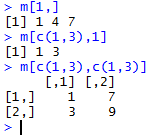 > m[1,]
[1] 1 4 7
> m[c(1,3),1]
[1] 1 3
> m[c(1,3),c(1,3)]
     [,1] [,2]
[1,]    1    7
[2,]    3    9
>